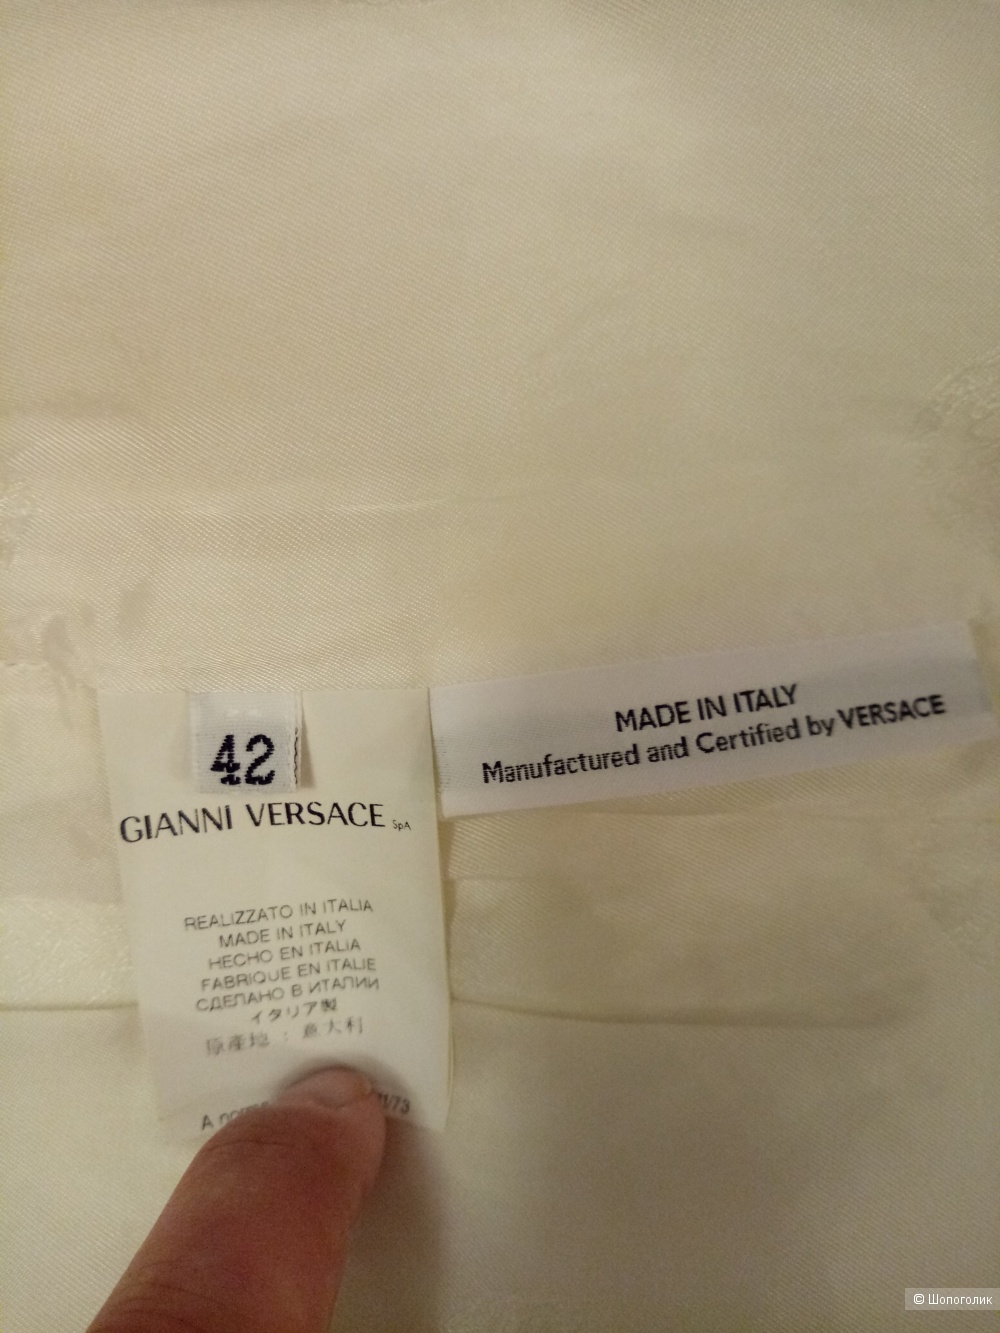 42
GIANNI VERSACE SpA
REALIZZATO IN ITALIA
MADE IN ITALY
HECHO EN ITALIA
FABRIQUE EN ITALIE
СДЕЛАНО В ИТАЛИИ
イタリア製
原産地 : 意大利
A
MADE IN ITALY
Manufactured and Certified by VERSACE
© Шопоголик